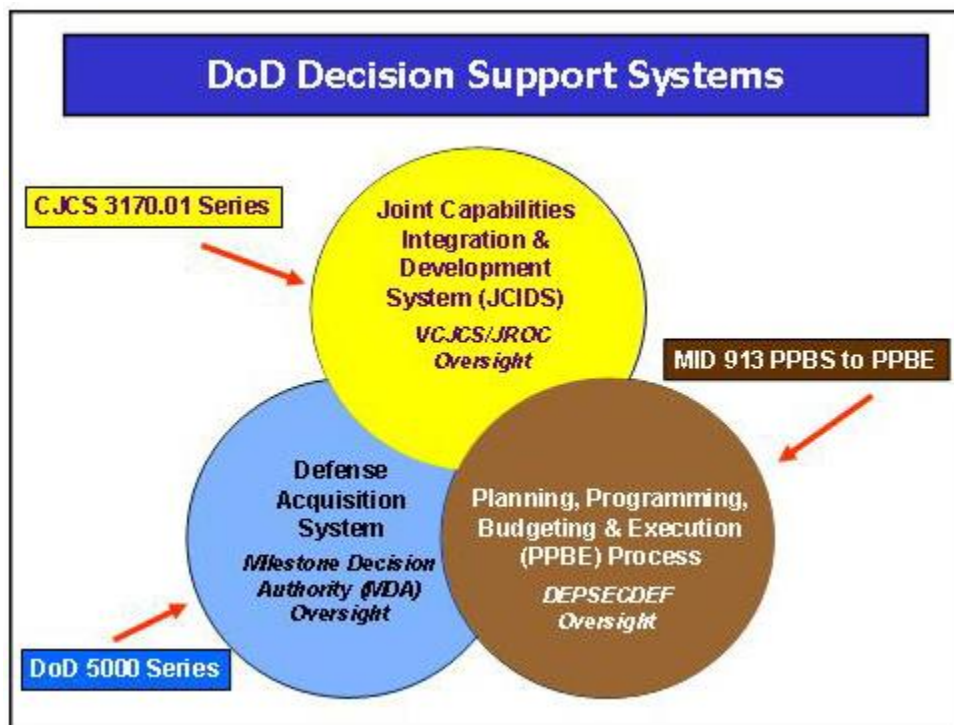 DoD Decision Support Systems
CJCS 3170.01 Series
Joint Capabilities
Integration &
Development
System (JCIDS)
VCJCS/JROC
Oversight
MID 913 PPBS to PPBE
Defense
Acquisition
System
Milestone Decision
Authority (MDA)
Oversight
Planning, Programming,
Budgeting & Execution
(PPBE) Process
DEPSECDEF
Oversight
DoD 5000 Series